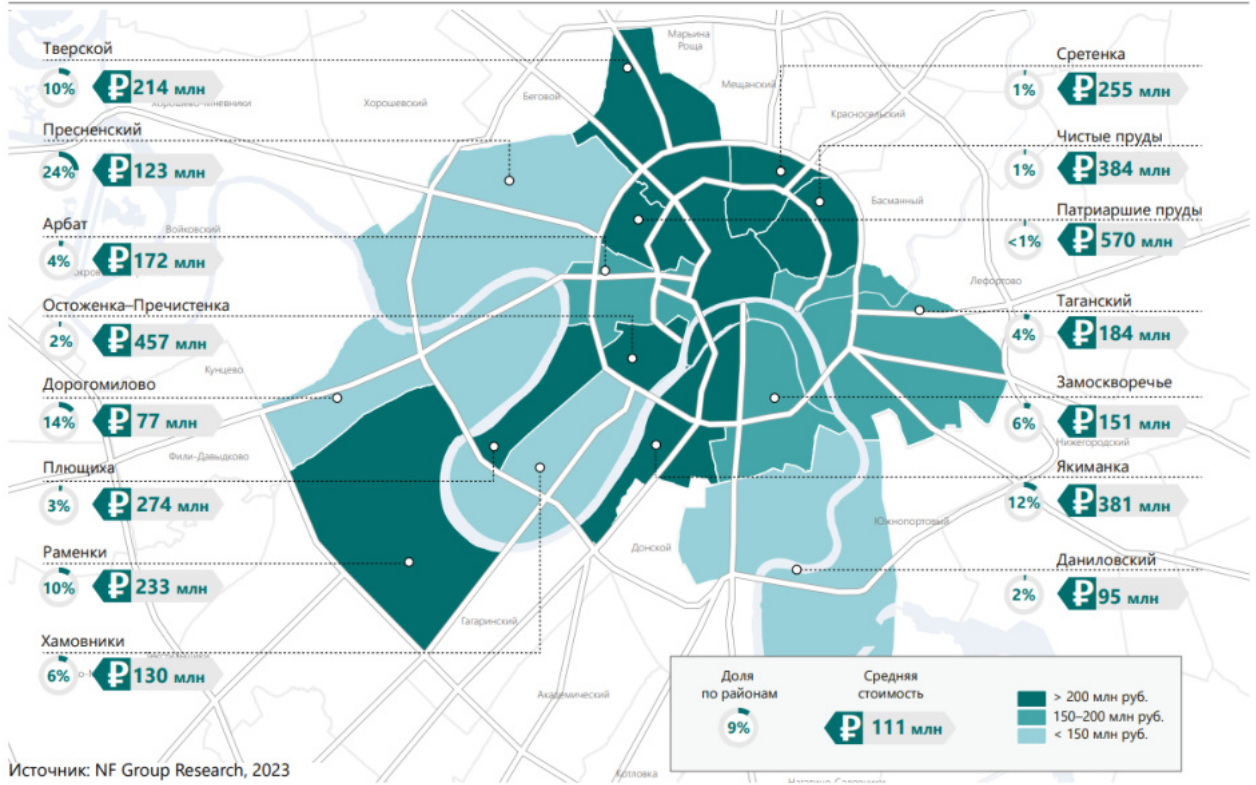 Тверской
10%
₽ 214 млн
Пресненский
24%
₽ 123 млн
Арбат
4%
₽ 172 млн
Остоженка–Пречистенка
2%
₽ 457 млн
Дорогомилово
14%
₽ 77 млн
Плющиха
3%
₽ 274 млн
Раменки
10%
₽ 233 млн
Хамовники
6%
₽ 130 млн
Марьина
Роща
Мещанский
Беговой
Хорошевский
Красносельский
Басманный
Войковский
Лефортово
Кунцево
Фили-Давыдково
Нижегородский
Южнопортовый
Донской
Гагаринский
Академический
Котловка
Сретенка
1%
₽ 255 млн
Чистые пруды
1%
₽ 384 млн
Патриаршие пруды
<1%
₽ 570 млн
Таганский
4%
₽ 184 млн
Замоскворечье
6%
₽ 151 млн
Якиманка
12%
₽ 381 млн
Даниловский
2%
₽ 95 млн
Доля
по районам
9%
Средняя
стоимость
₽ 111 млн
> 200 млн руб.
150–200 млн руб.
< 150 млн руб.
Источник: NF Group Research, 2023